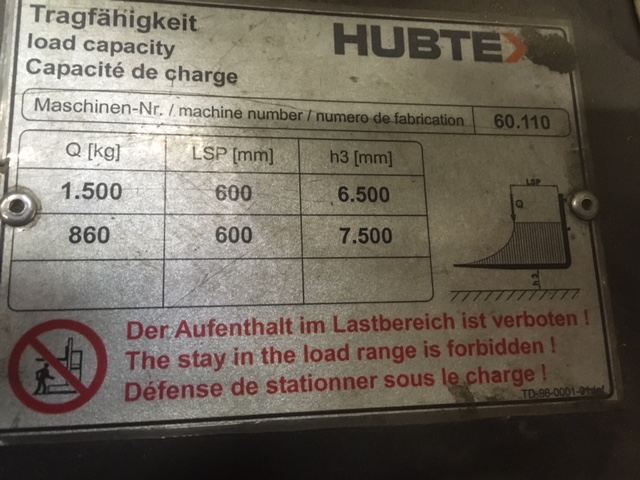 Tragfähigkeit
load capacity
Capacité de charge
HUBTEX
Maschinen-Nr. / machine number / numero de fabrication 60.110
Q [kg] LSP [mm] h3 [mm]
1.500 600 6.500
860 600 7.500
LSP
Q
h3
Der Aufenthalt im Lastbereich ist verboten !
The stay in the load range is forbidden !
Défense de stationner sous le charge !